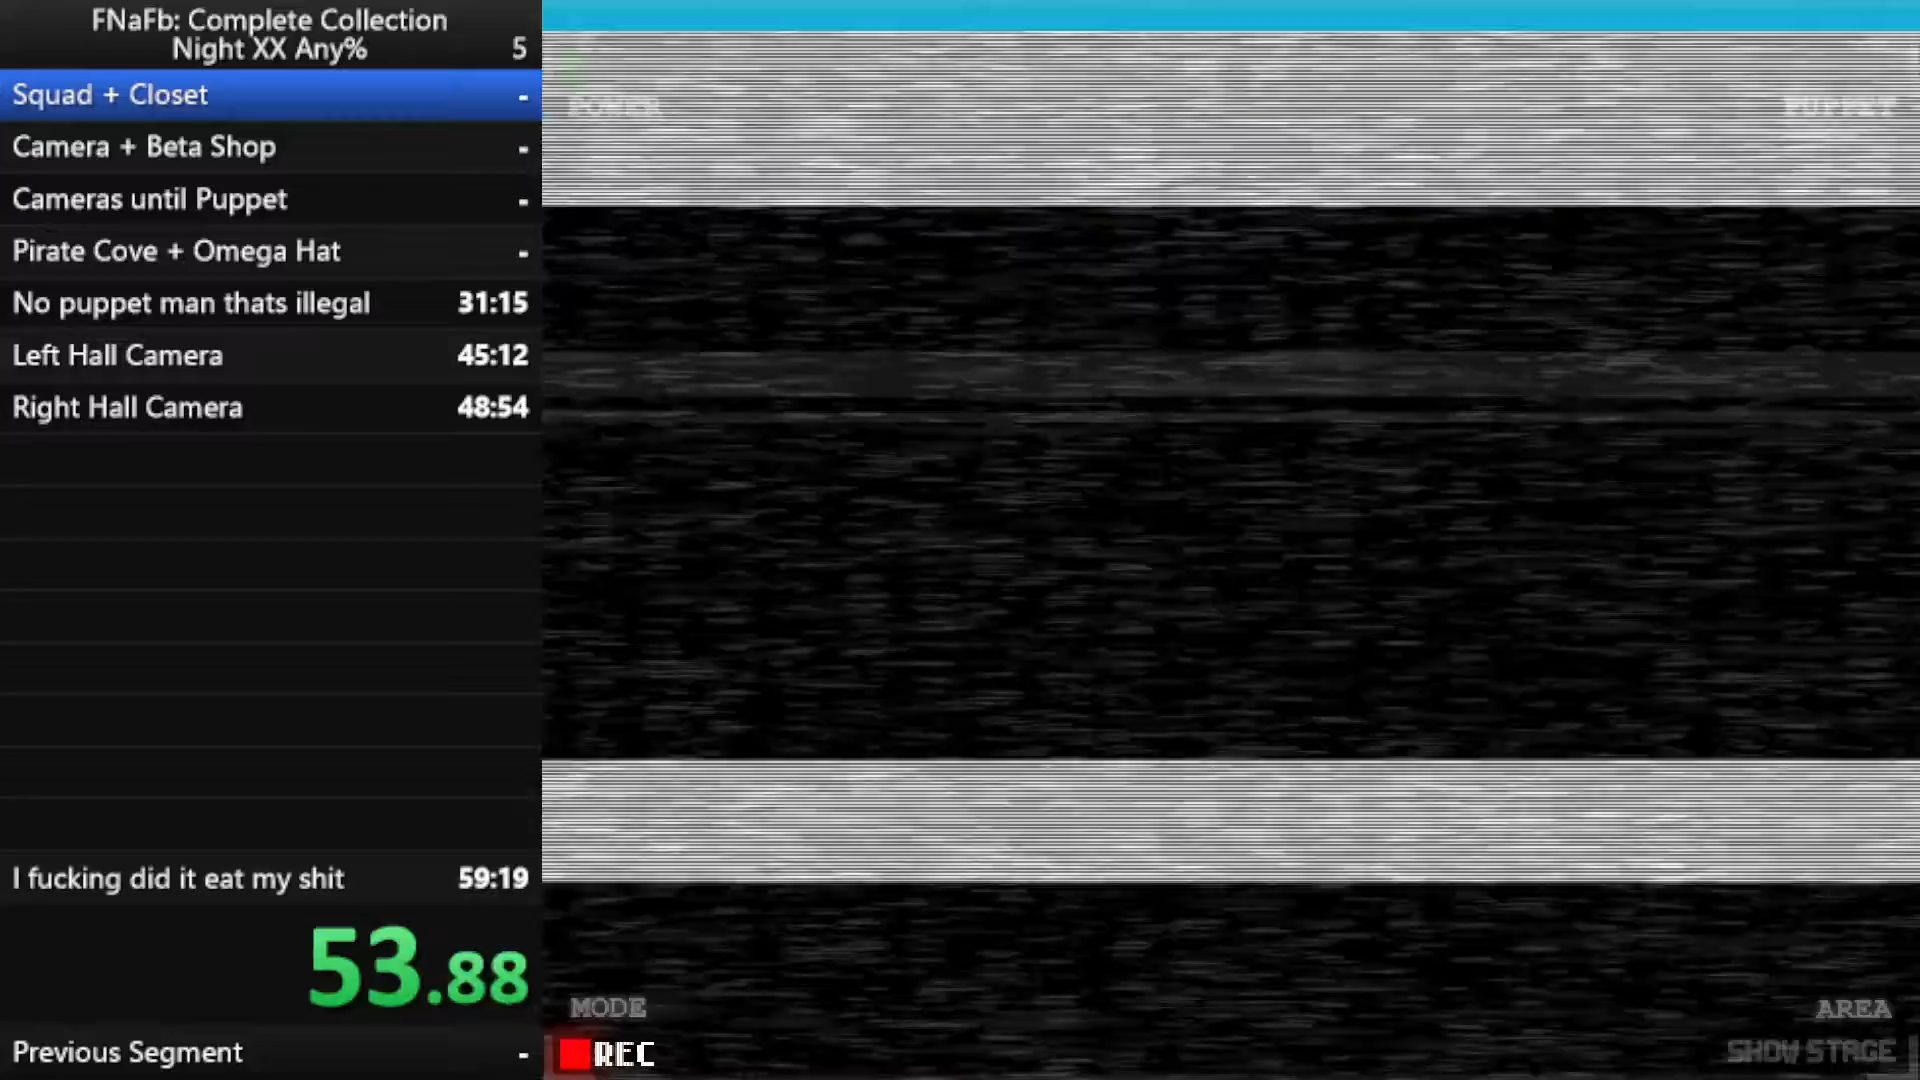 FNaFb: Complete Collection
Night XX Any% 5
Squad + Closet -
Camera + Beta Shop -
Cameras until Puppet -
Pirate Cove + Omega Hat -
No puppet man thats illegal 31:15
Left Hall Camera 45:12
Right Hall Camera 48:54
I fucking did it eat my shit 59:19
53.88
Previous Segment -
POWER
PUPPET
MODE
REC
AREA
SHOW STAGE